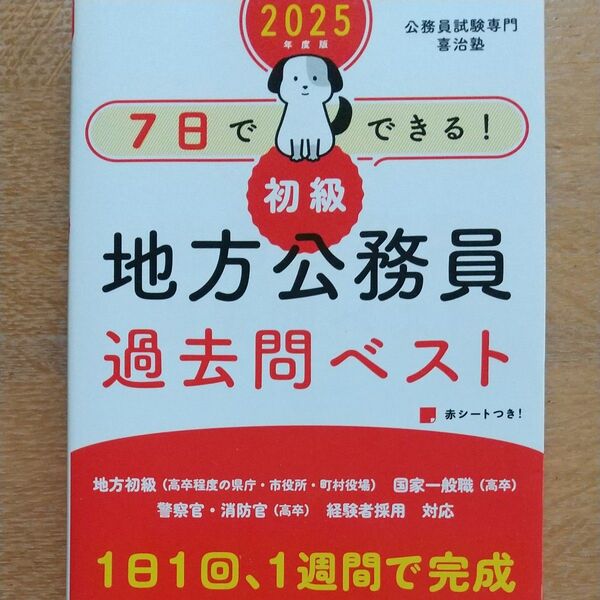 2025
年度版
公務員試験専門
喜治塾
7日で
できる！
初級
地方公務員
過去問ベスト
赤シートつき！
地方初級（高卒程度の県庁・市役所・町村役場） 国家一般職（高卒）
警察官・消防官（高卒） 経験者採用 対応
1日1回、1週間で完成